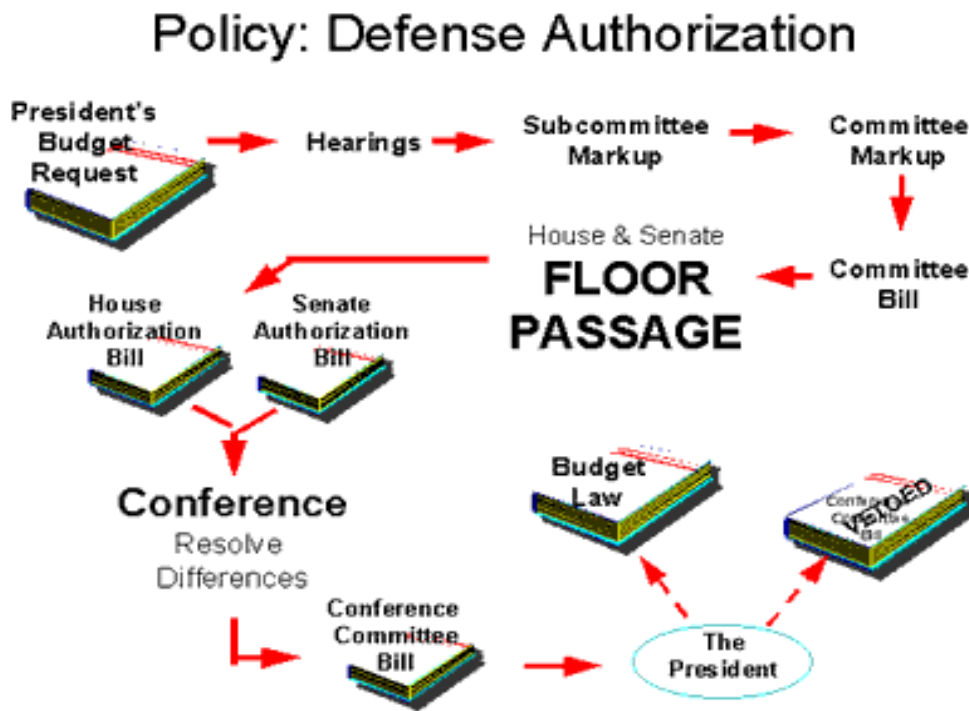 Policy: Defense Authorization
President's
Budget
Request
Hearings
Subcommittee
Markup
Committee
Markup
House & Senate
FLOOR
PASSAGE
Committee
Bill
House
Authorization
Bill
Senate
Authorization
Bill
Conference
Resolve
Differences
Conference
Committee
Bill
The
President
Budget
Law
VETOED
Bill